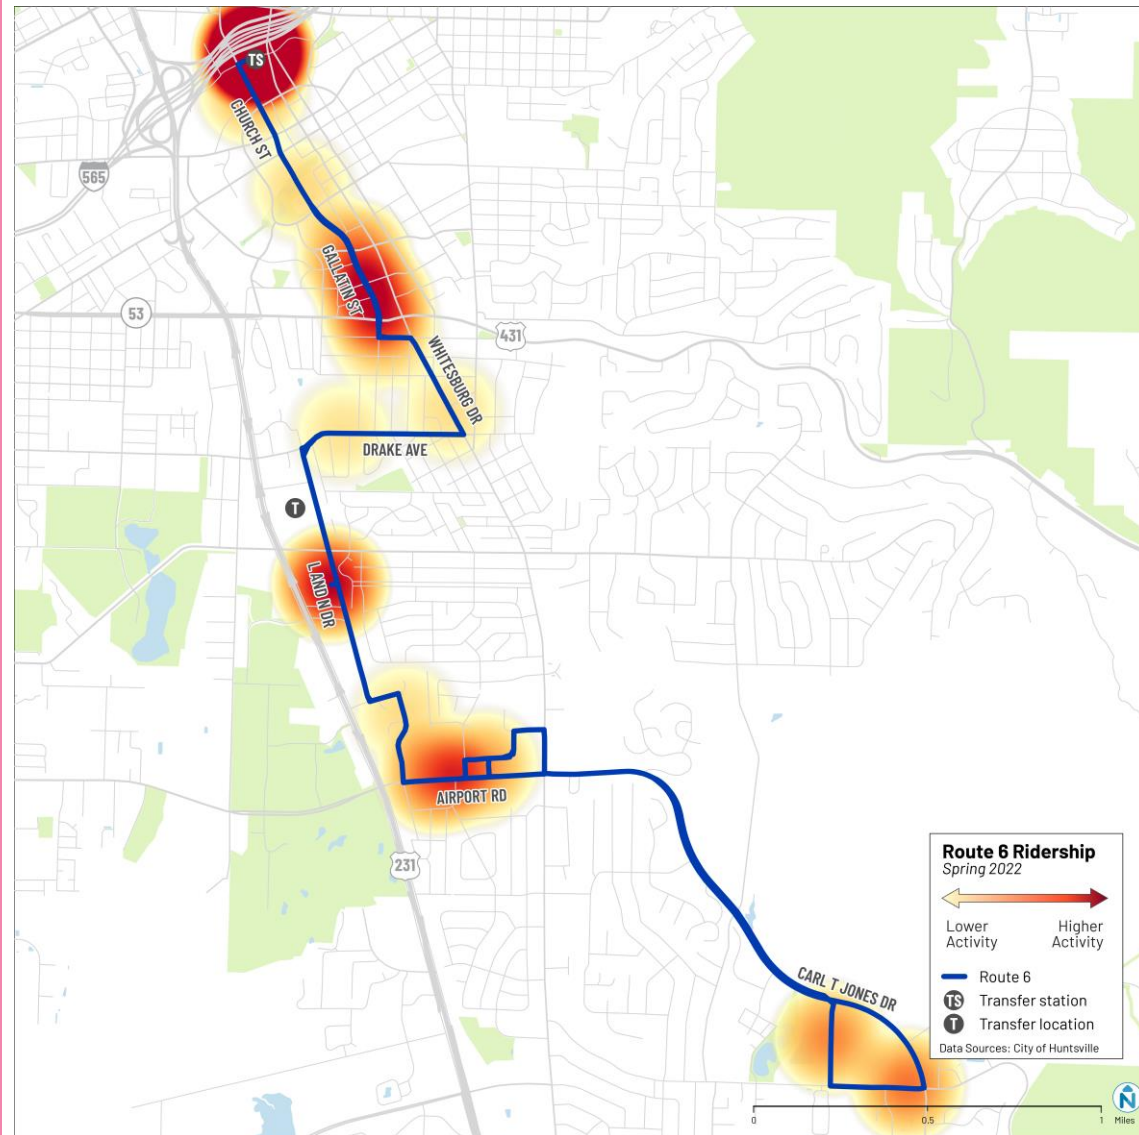 TS
CHURCH ST
565
GALLATIN ST
53
431
WHITESBURG DR
DRAKE AVE
T
L AND N DR
AIRPORT RD
231
CARL T JONES DR
Route 6 Ridership
Spring 2022
Lower Activity
Higher Activity
Route 6
TS Transfer station
T Transfer location
Data Sources: City of Huntsville
N
0 0.5 1 Miles